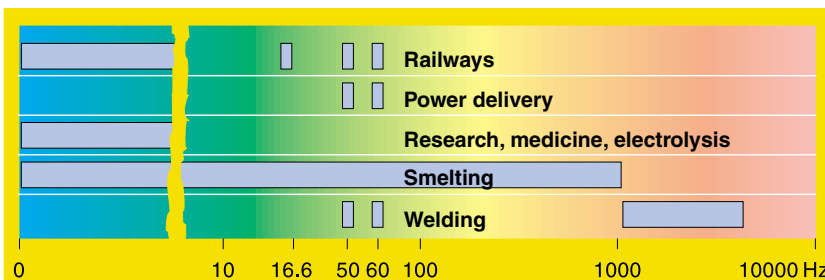 Railways
Power delivery
Research, medicine, electrolysis
Smelting
Welding
0 10 16.6 50 60 100 1000 10000 Hz